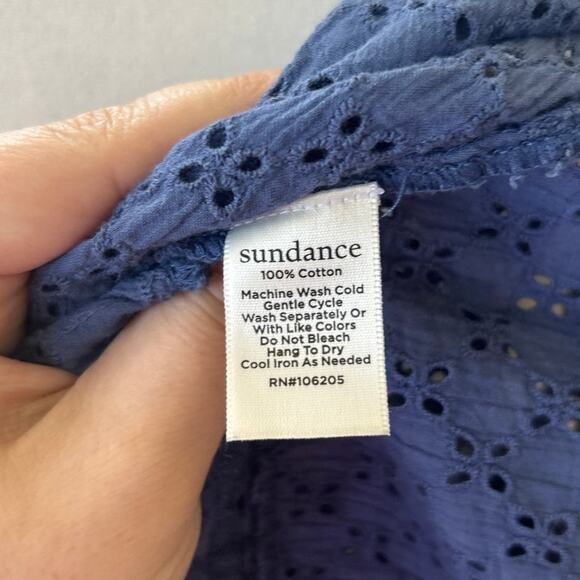 sundance
100% Cotton
Machine Wash Cold
Gentle Cycle
Wash Separately Or
With Like Colors
Do Not Bleach
Hang To Dry
Cool Iron As Needed
RN#106205